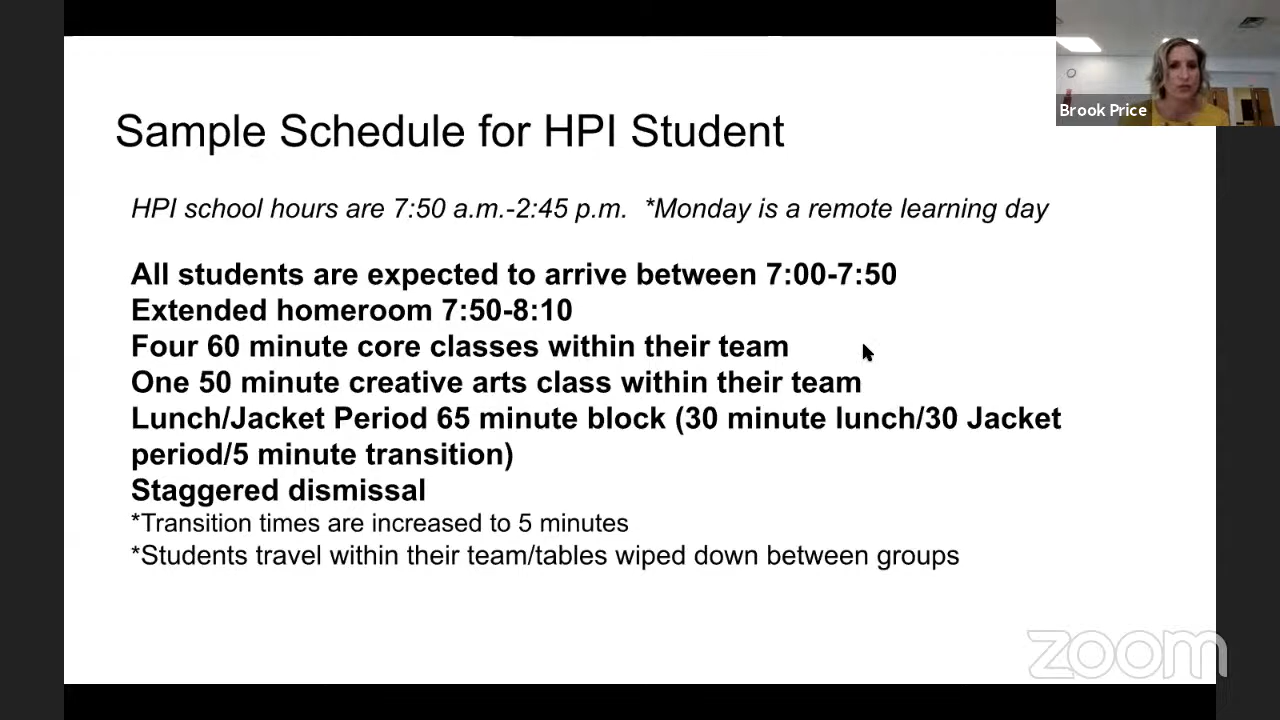 Brook Price
Sample Schedule for HPI Student
HPI school hours are 7:50 a.m.-2:45 p.m.  *Monday is a remote learning day
All students are expected to arrive between 7:00-7:50
Extended homeroom 7:50-8:10
Four 60 minute core classes within their team
One 50 minute creative arts class within their team
Lunch/Jacket Period 65 minute block (30 minute lunch/30 Jacket
period/5 minute transition)
Staggered dismissal
*Transition times are increased to 5 minutes
*Students travel within their team/tables wiped down between groups
zoom